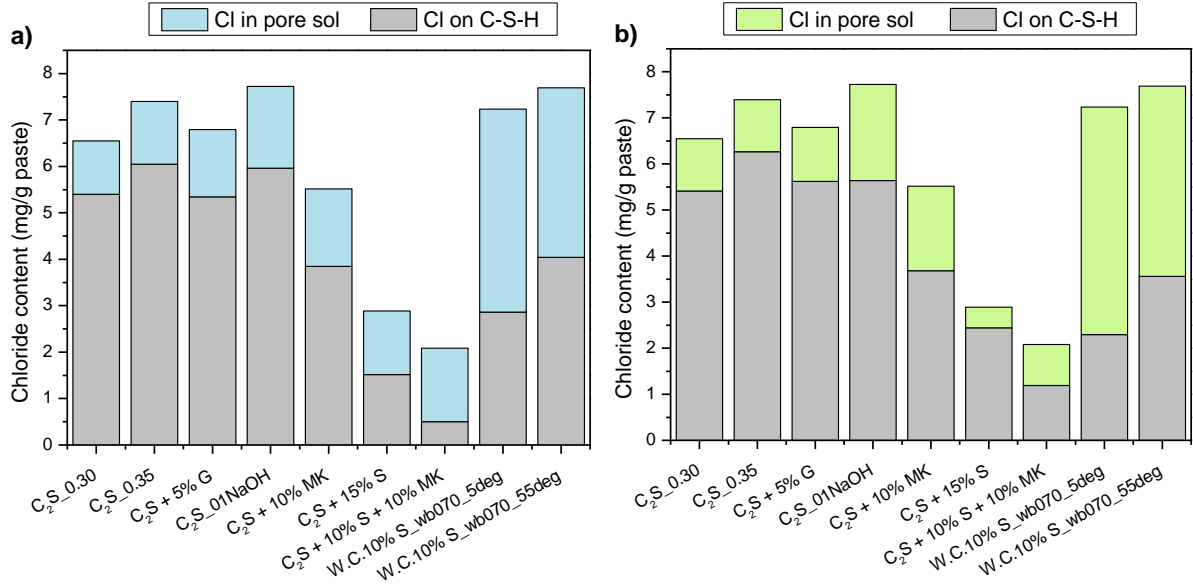 a)
Cl in pore sol Cl on C-S-H
Chloride content (mg/g paste)
8
7
6
5
4
3
2
1
0
C₂S_0.30
C₂S_0.35
C₂S + 5% G
C₂S_01NaOH
C₂S + 10% MK
C₂S + 15% S
C₂S + 10% S + 10% MK
W.C.10% S_wb070_5deg
W.C.10% S_wb070_55deg
b)
Cl in pore sol Cl on C-S-H
Chloride content (mg/g paste)
8
7
6
5
4
3
2
1
0
C₂S_0.30
C₂S_0.35
C₂S + 5% G
C₂S_01NaOH
C₂S + 10% MK
C₂S + 15% S
C₂S + 10% S + 10% MK
W.C.10% S_wb070_5deg
W.C.10% S_wb070_55deg